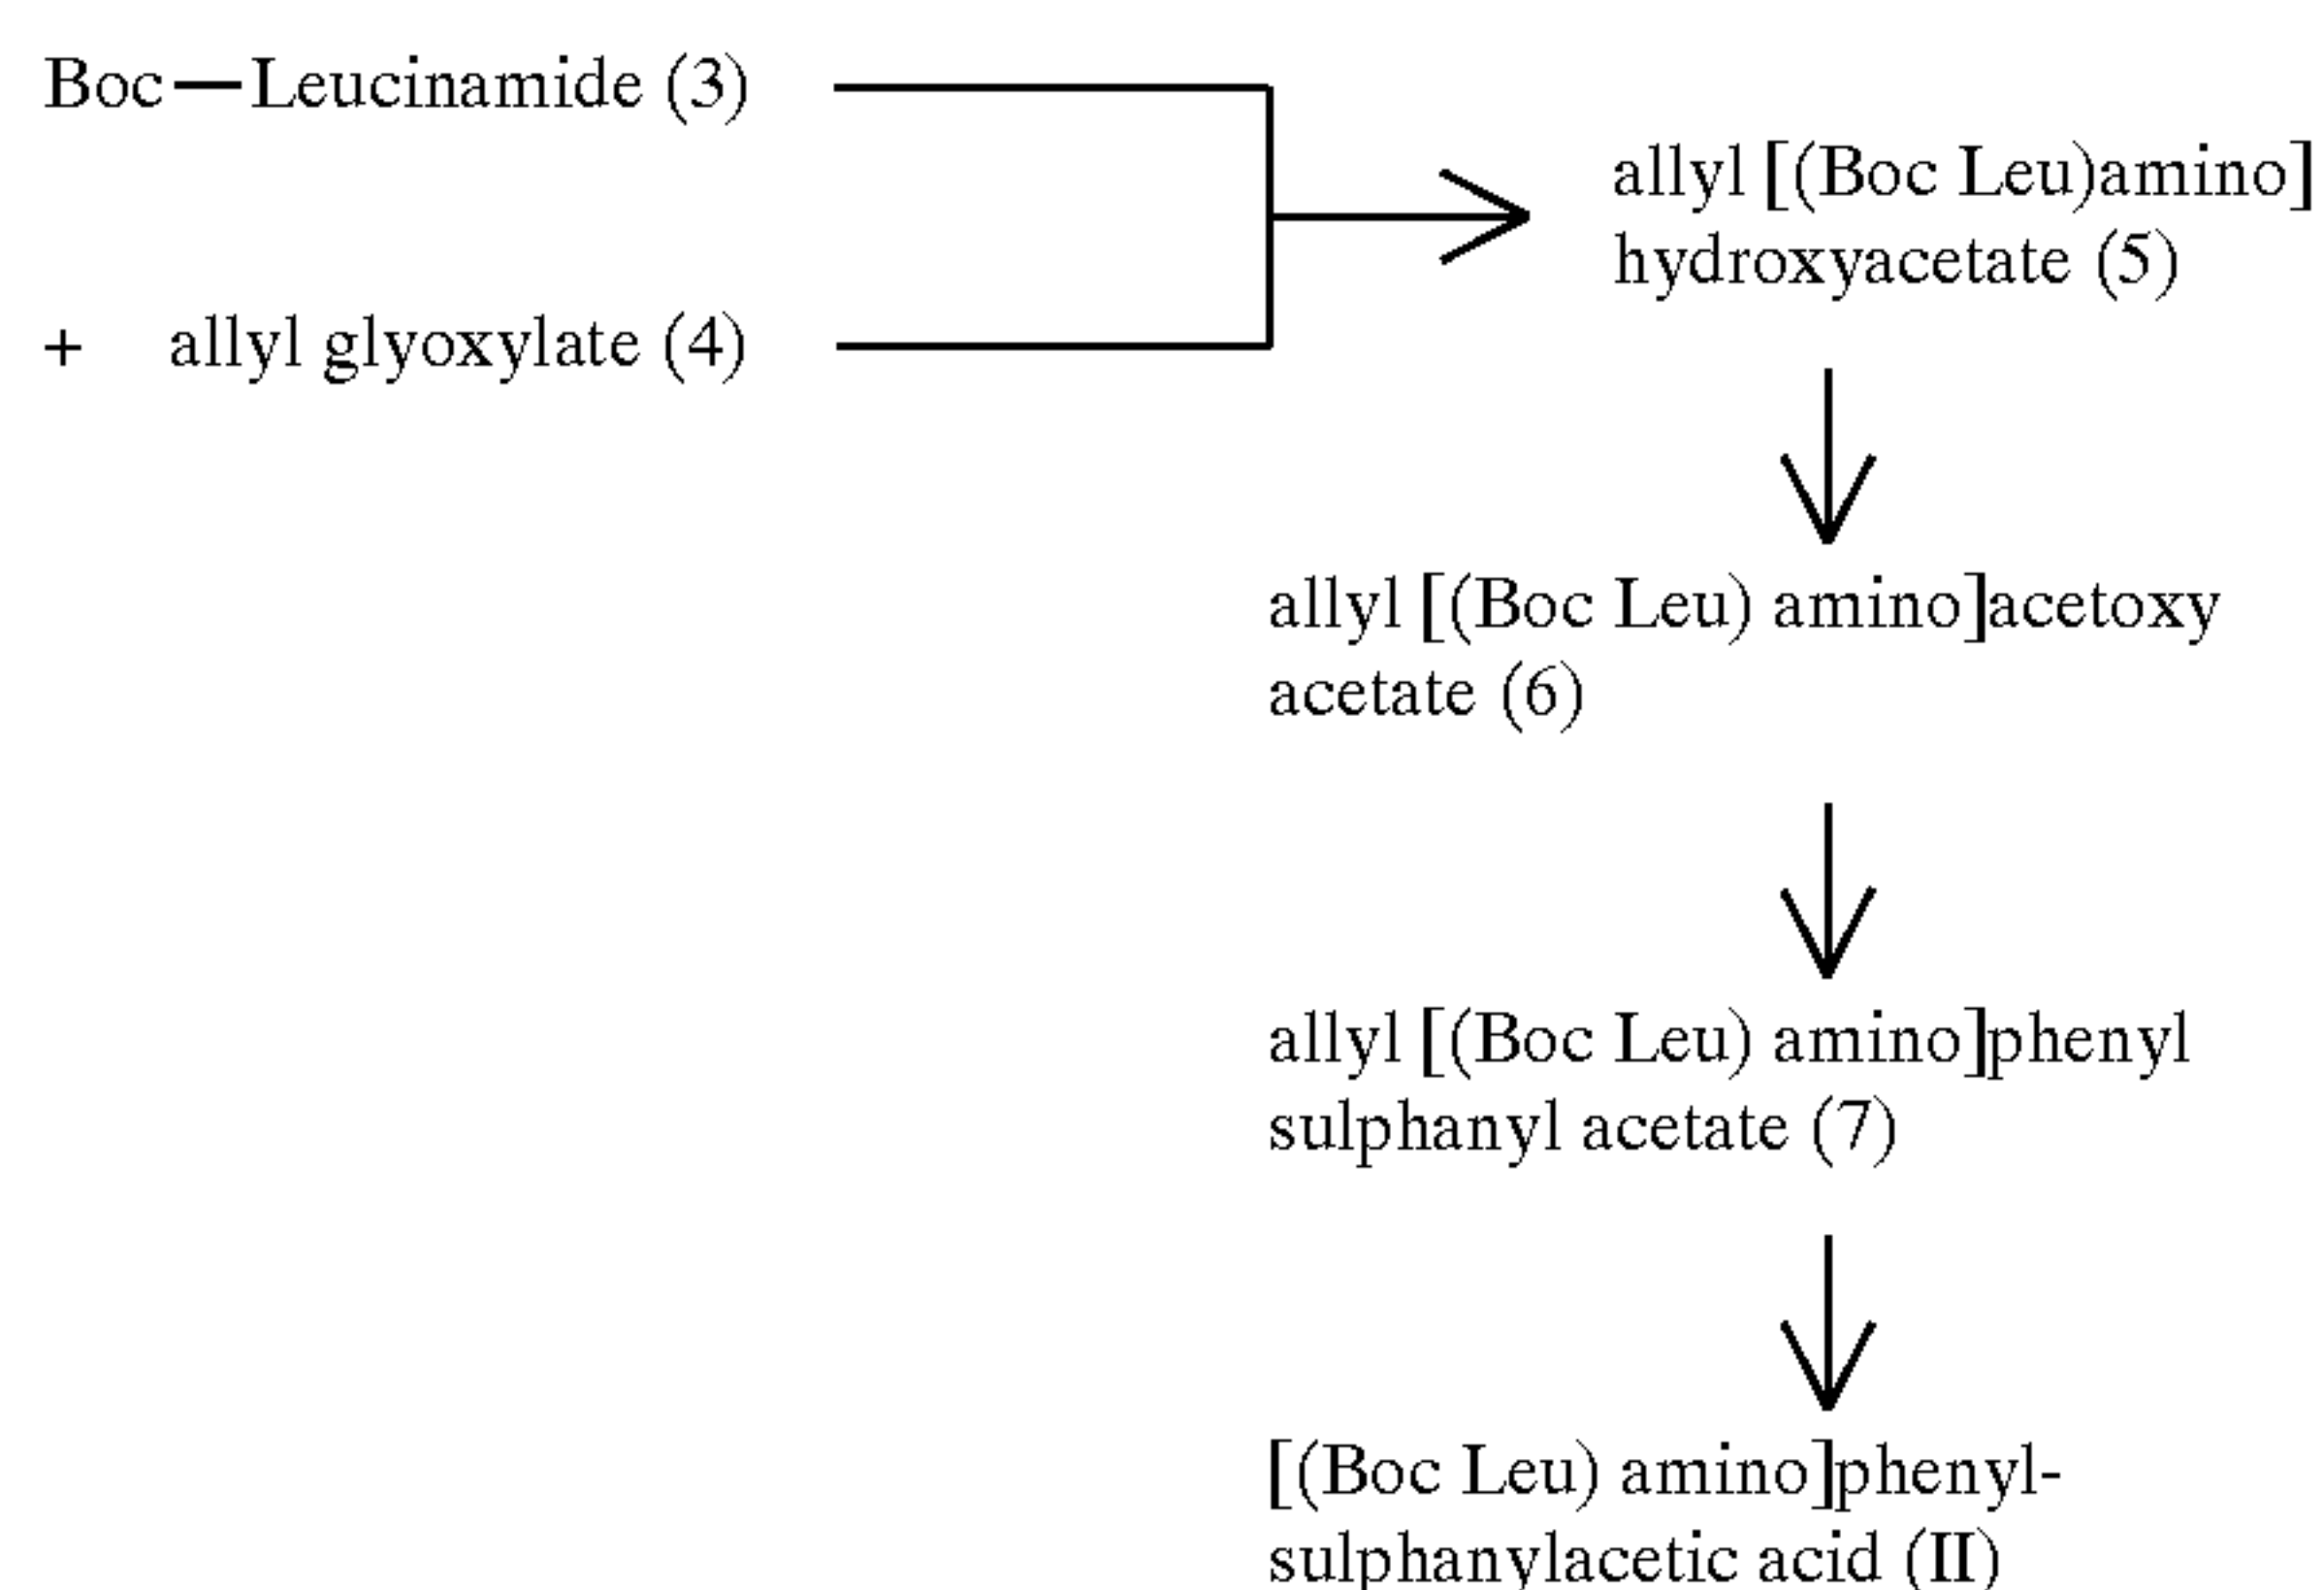 Boc—Leucinamide (3)
+ allyl glyoxylate (4)
allyl [(Boc Leu)amino]
hydroxyacetate (5)
allyl [(Boc Leu) amino]acetoxy
acetate (6)
allyl [(Boc Leu) amino]phenyl
sulphanyl acetate (7)
[(Boc Leu) amino]phenyl-
sulphanylacetic acid (II)